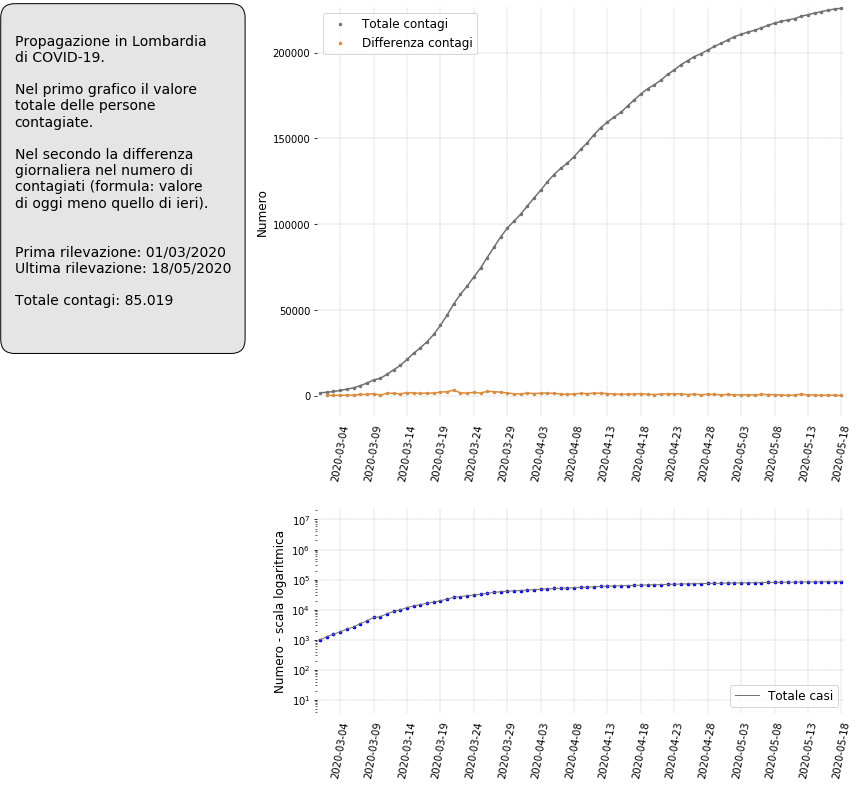 Propagazione in Lombardia
di COVID-19.
Nel primo grafico il valore
totale delle persone
contagiate.
Nel secondo la differenza
giornaliera nel numero di
contagiati (formula: valore
di oggi meno quello di ieri).
Prima rilevazione: 01/03/2020
Ultima rilevazione: 18/05/2020
Totale contagi: 85.019
Totale contagi
Differenza contagi
Numero
200000
150000
100000
50000
0
2020-03-04
2020-03-09
2020-03-14
2020-03-19
2020-03-24
2020-03-29
2020-04-03
2020-04-08
2020-04-13
2020-04-18
2020-04-23
2020-04-28
2020-05-03
2020-05-08
2020-05-13
2020-05-18
Numero - scala logaritmica
10⁷
10⁶
10⁵
10⁴
10³
10²
10¹
Totale casi
2020-03-04
2020-03-09
2020-03-14
2020-03-19
2020-03-24
2020-03-29
2020-04-03
2020-04-08
2020-04-13
2020-04-18
2020-04-23
2020-04-28
2020-05-03
2020-05-08
2020-05-13
2020-05-18